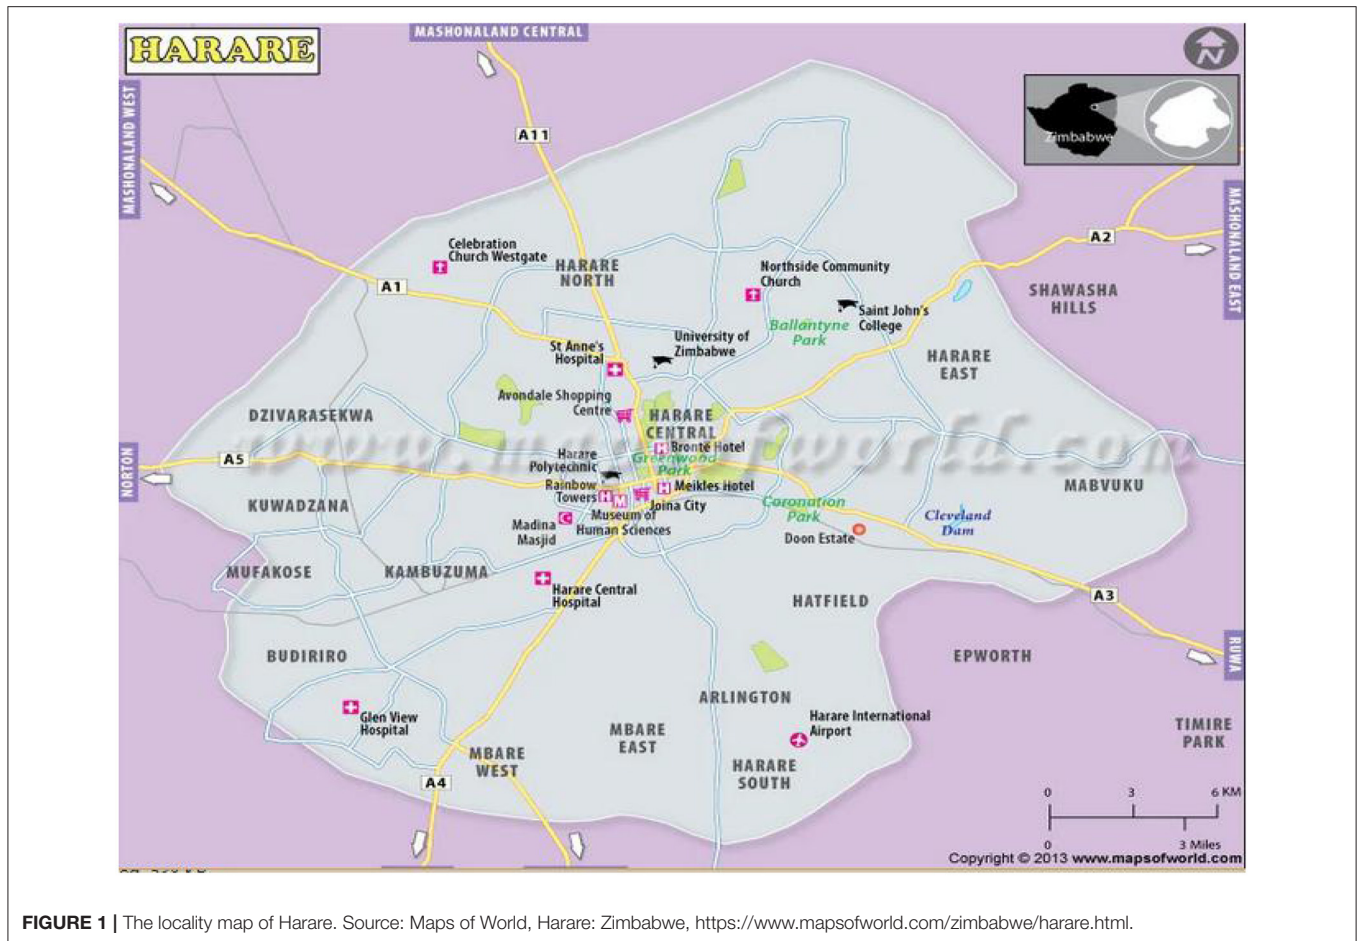 HARARE
MASHONALAND CENTRAL
N
MASHONALAND WEST
A11
Zimbabwe
MASHONALAND EAST
A2
Celebration
Church Westgate
HARARE
NORTH
Northside Community
Church
A1
SHAWASHA
HILLS
Saint John's
College
Ballantyne
Park
University of
Zimbabwe
St Anne's
Hospital
HARARE
EAST
Avondale Shopping
Centre
DZIVARASEKWA
HARARE
CENTRAL
www.mapsofworld.com
H
Bronte Hotel
Greenwood
Park
Harare
Polytechnic
A5
NORTON
Rainbow
Towers
H
M
H
Meikles Hotel
MABVUKU
KUWADZANA
Joina City
Coronation
Park
Cleveland
Dam
Museum of
Human Sciences
Madina
Masjid
Doon Estate
MUFAKOSE
KAMBUZUMA
Harare Central
Hospital
HATFIELD
A3
BUDIRIRO
EPWORTH
RUWA
ARLINGTON
Glen View
Hospital
Harare International
Airport
MBARE
EAST
TIMIRE
PARK
MBARE
WEST
HARARE
SOUTH
A4
0 3 6 KM
0 3 Miles
Copyright © 2013 www.mapsofworld.com
FIGURE 1 | The locality map of Harare. Source: Maps of World, Harare: Zimbabwe, https://www.mapsofworld.com/zimbabwe/harare.html.